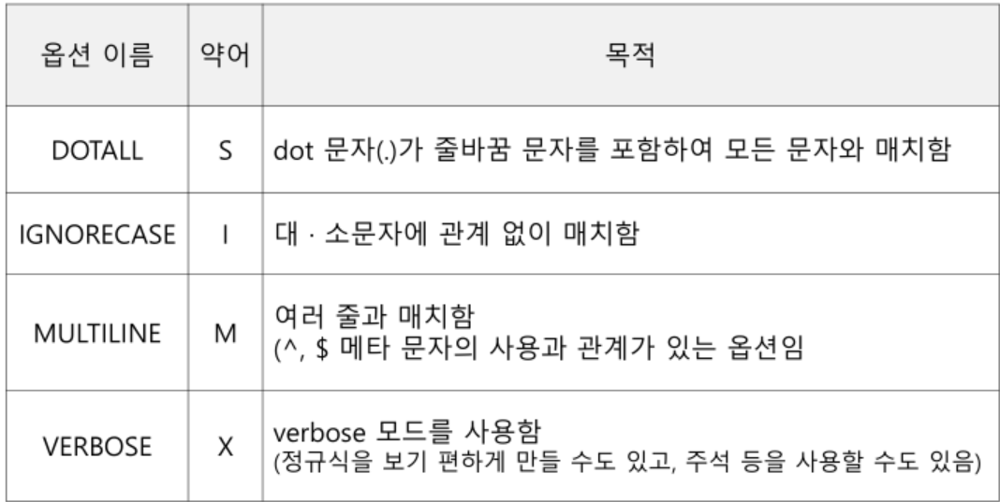 옵션 이름 약어 목적
DOTALL S dot 문자(.)가 줄바꿈 문자를 포함하여 모든 문자와 매치함
IGNORECASE I 대 · 소문자에 관계 없이 매치함
MULTILINE M 여러 줄과 매치함
(^, $ 메타 문자의 사용과 관계가 있는 옵션임
VERBOSE X verbose 모드를 사용함
(정규식을 보기 편하게 만들 수도 있고, 주석 등을 사용할 수도 있음)